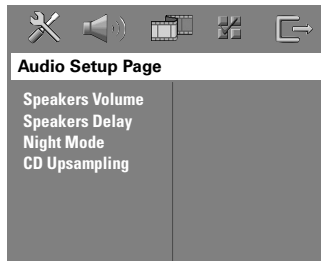 Audio Setup Page
Speakers Volume
Speakers Delay
Night Mode
CD Upsampling